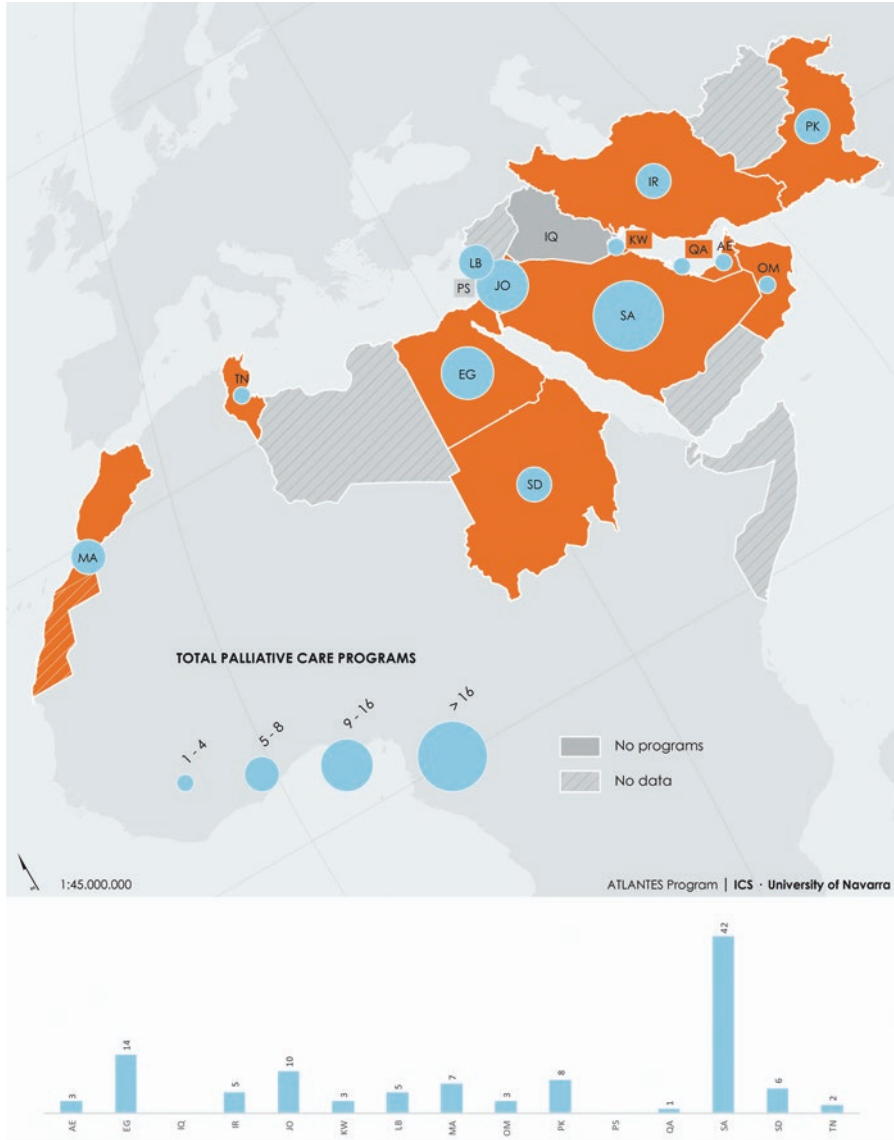 PK
IR
IQ
KW
QA
AE
OM
LB
PS
JO
SA
TN
EG
SD
MA
TOTAL PALLIATIVE CARE PROGRAMS
1 - 4
5 - 8
9 - 16
> 16
No programs
No data
1:45.000.000
ATLANTES Program | ICS · University of Navarra
3
14
5
10
3
5
7
3
8
1
42
6
2
AE
EG
IQ
IR
JO
KW
LB
MA
OM
PK
PS
QA
SA
SD
TN